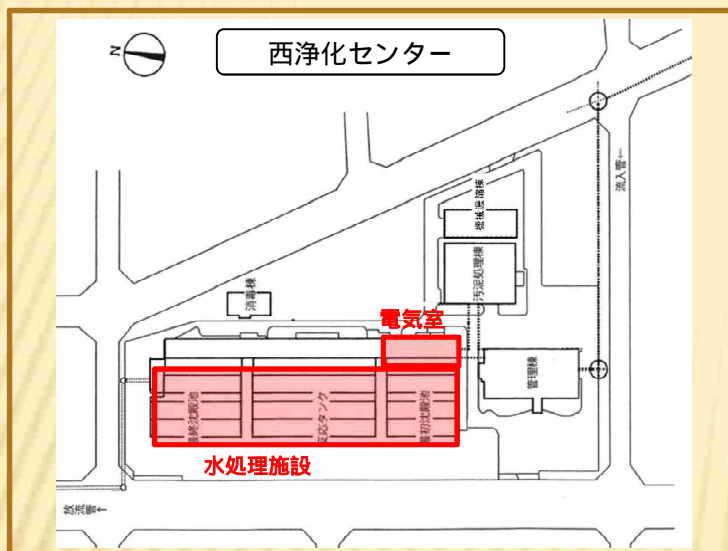 西浄化センター
N
流入管←
機械濃縮棟
汚泥処理棟
消毒棟
電気室
管理棟
最終沈殿池
反応タンク
最初沈殿池
水処理施設
放流管←